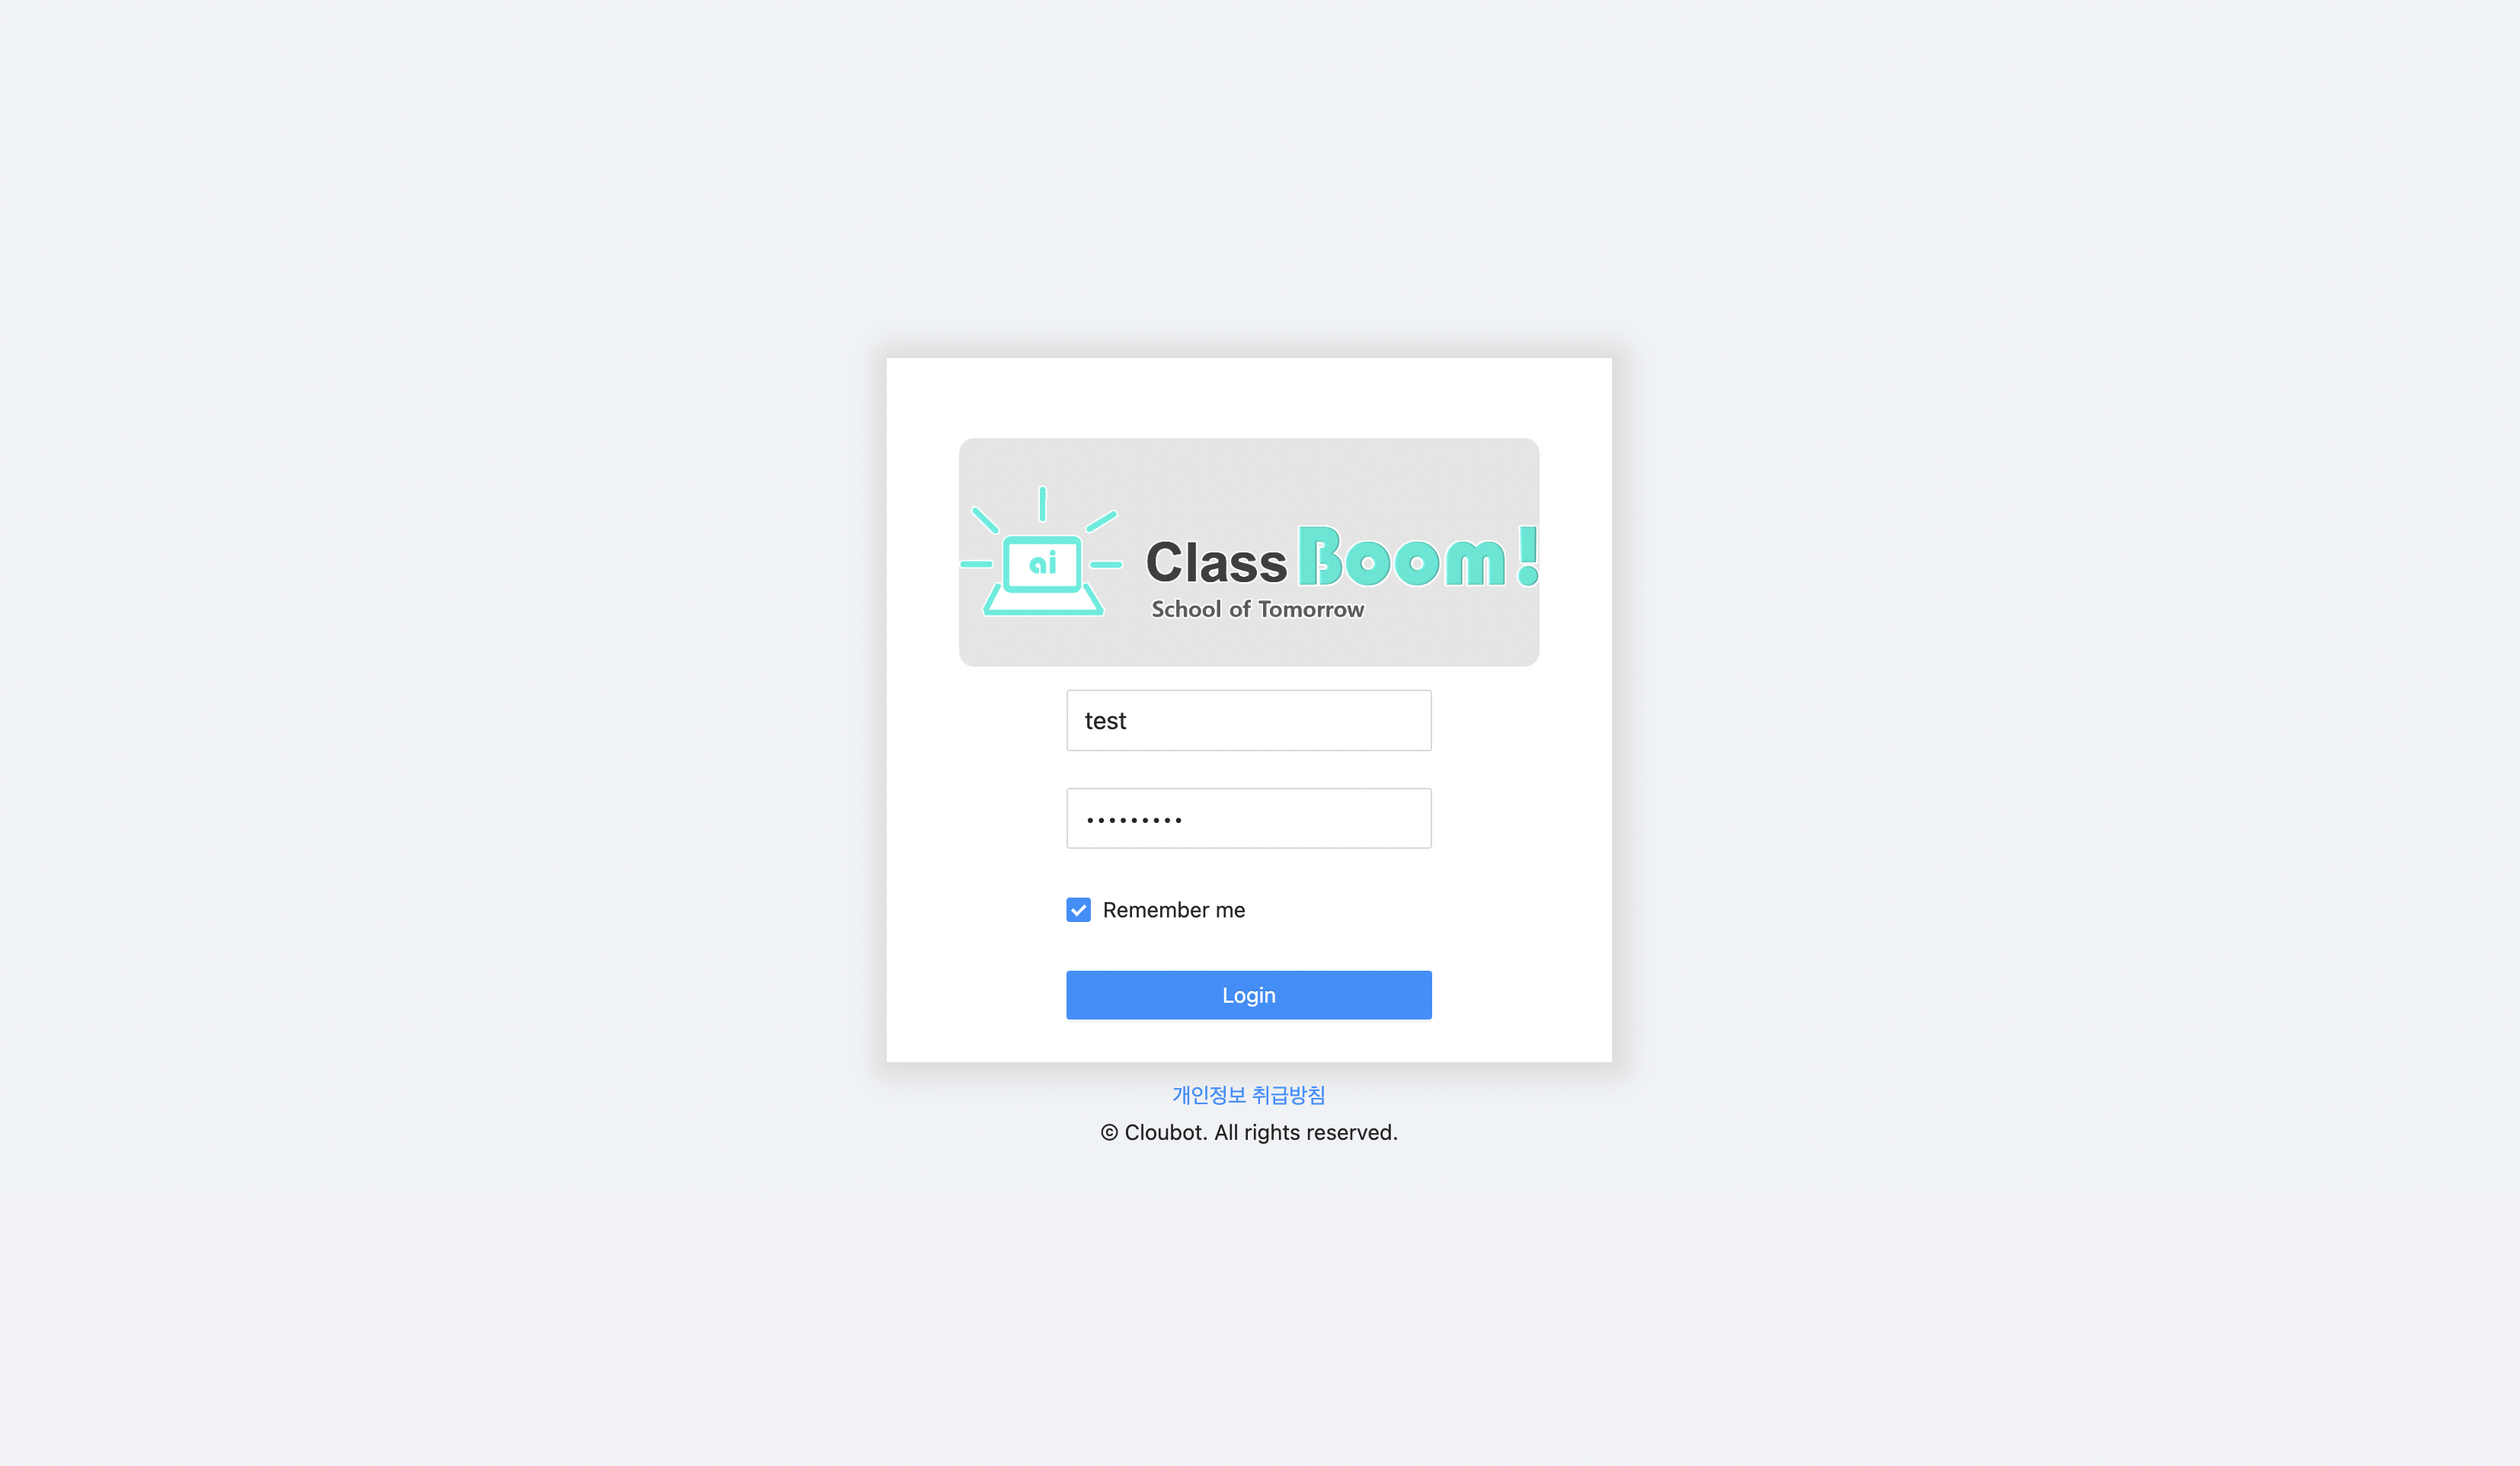 ai
Class Boom!
School of Tomorrow
test
•••••••••
Remember me
Login
개인정보 취급방침
© Cloubot. All rights reserved.